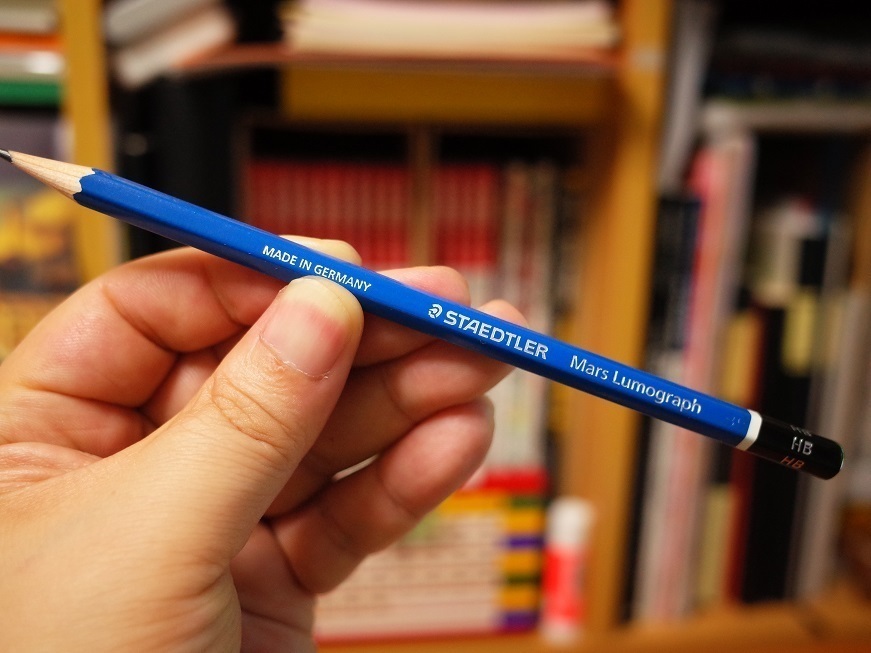 MADE IN GERMANY
STAEDTLER Mars Lumograph
HB
HB